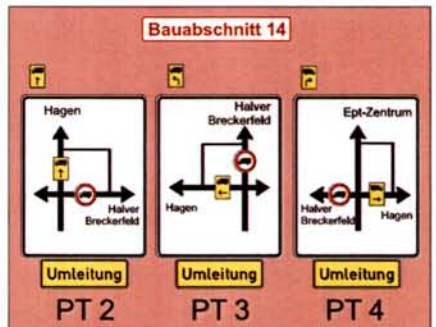 Bauabschnitt 14
Hagen
Halver
Breckerfeld
Umleitung
PT 2
Halver
Breckerfeld
Hagen
Umleitung
PT 3
Ept-Zentrum
Halver
Breckerfeld
Hagen
Umleitung
PT 4